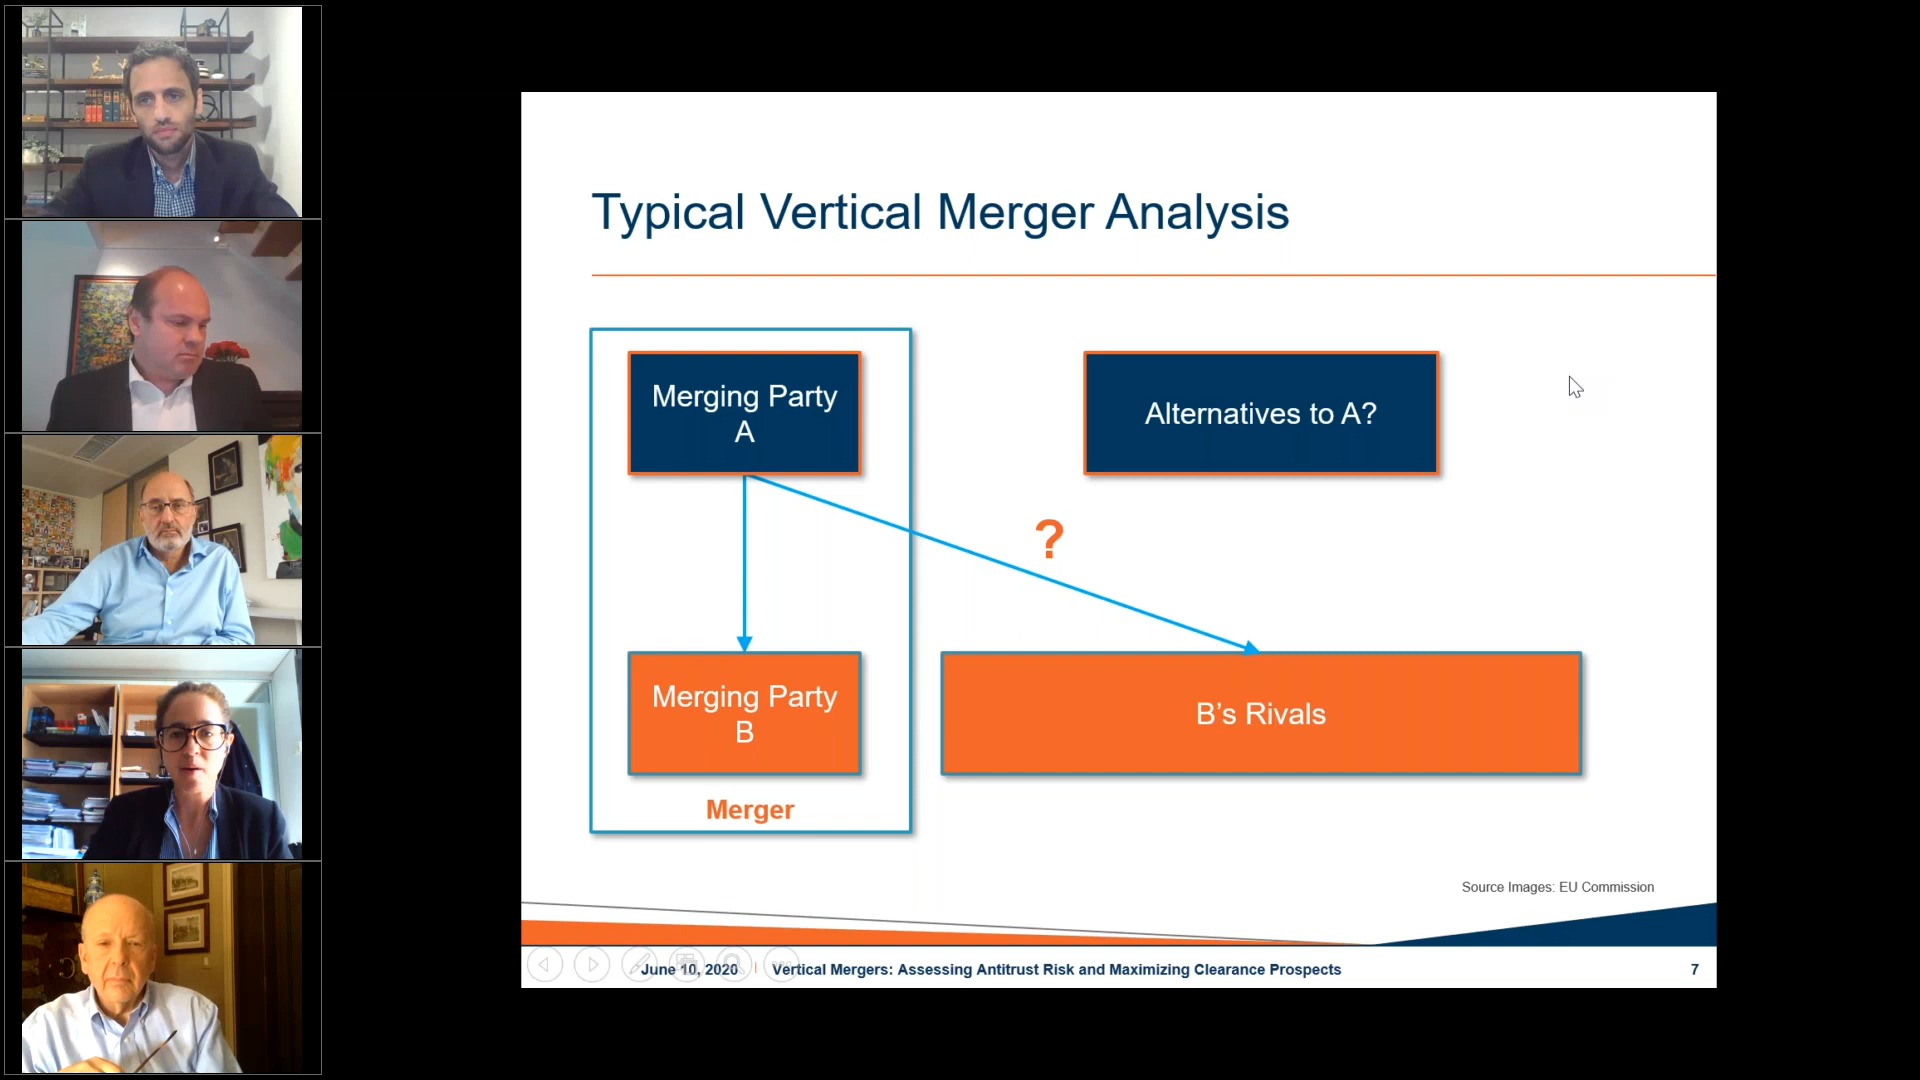 Typical Vertical Merger Analysis
Merging Party
A
Alternatives to A?
?
Merging Party
B
B's Rivals
Merger
Source Images: EU Commission
June 10, 2020 | Vertical Mergers: Assessing Antitrust Risk and Maximizing Clearance Prospects 7